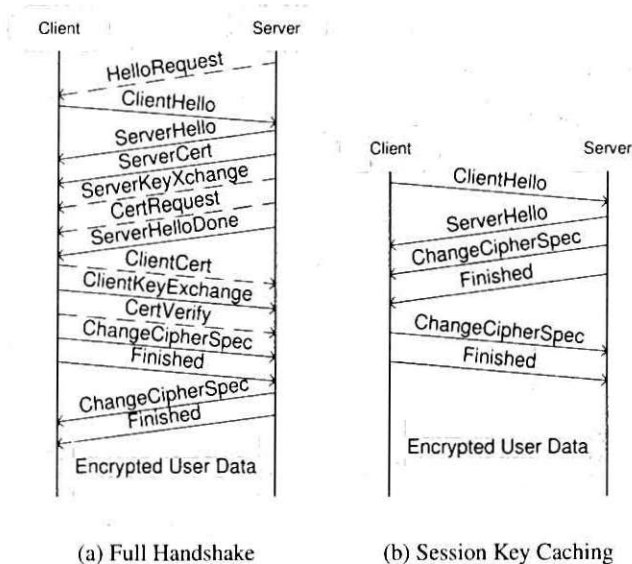 Client
Server
HelloRequest
ClientHello
ServerHello
ServerCert
ServerKeyXchange
CertRequest
ServerHelloDone
ClientCert
ClientKeyExchange
CertVerify
ChangeCipherSpec
Finished
ChangeCipherSpec
Finished
Encrypted User Data
(a) Full Handshake
Client
Server
ClientHello
ServerHello
ChangeCipherSpec
Finished
ChangeCipherSpec
Finished
Encrypted User Data
(b) Session Key Caching